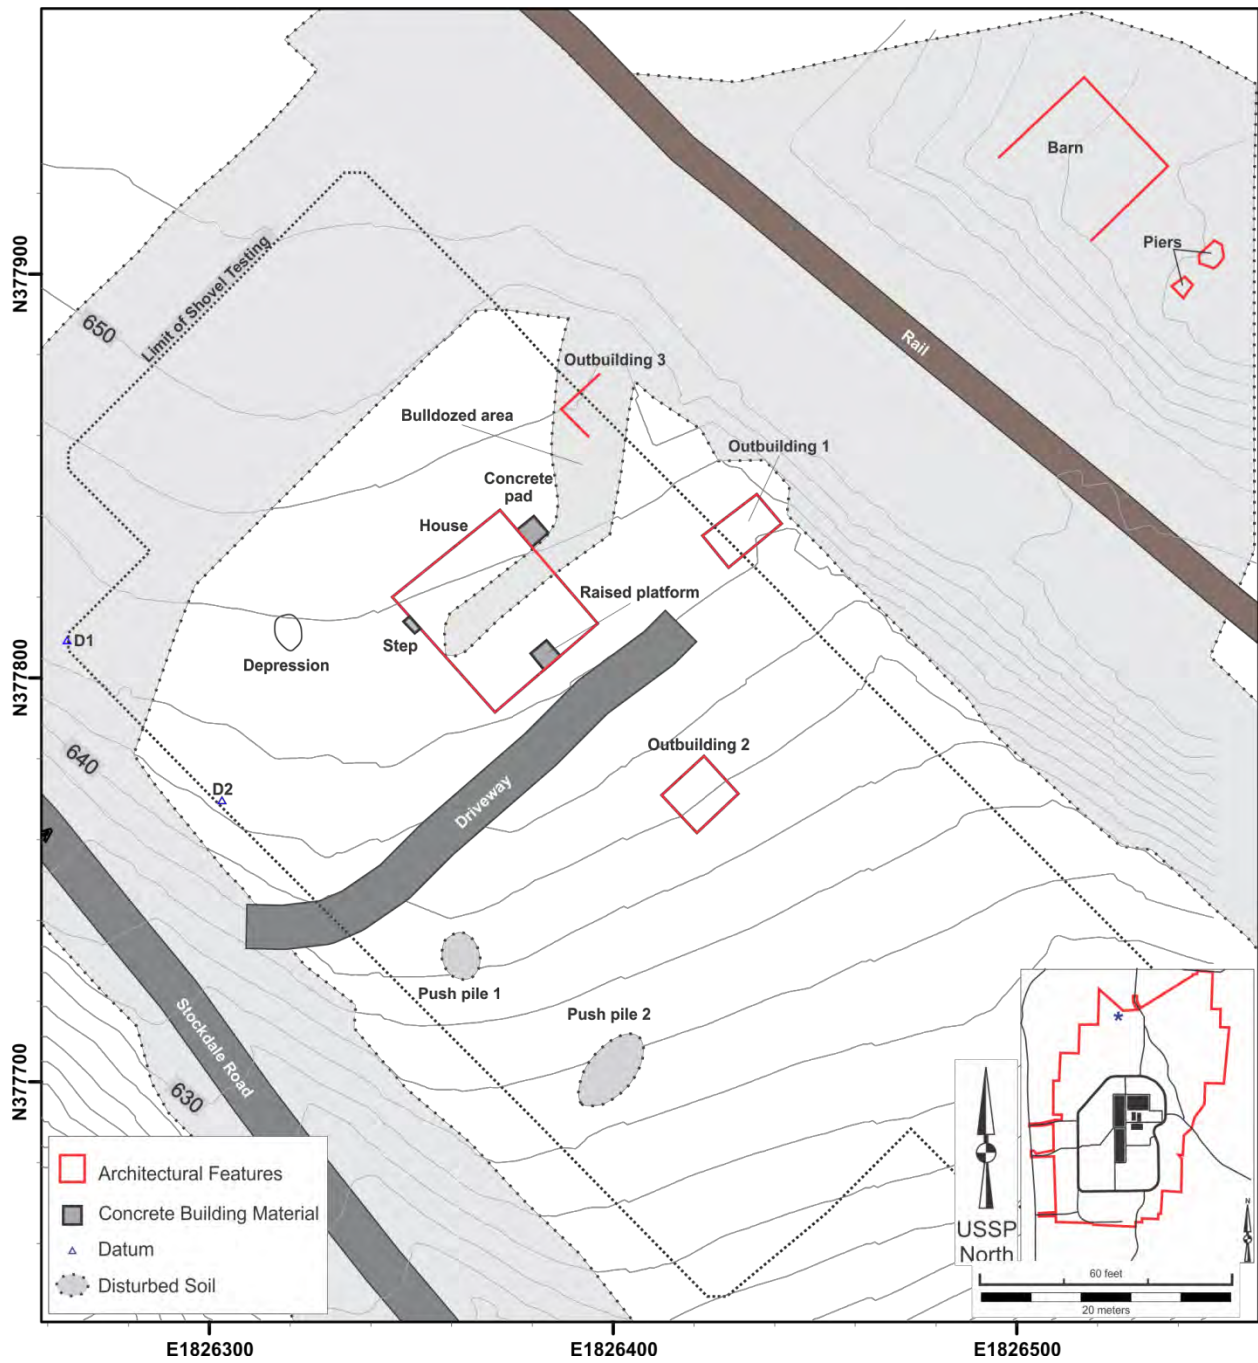 Barn
Piers
N377900
Limit of Shovel Testing
650
Rail
Outbuilding 3
Bulldozed area
Outbuilding 1
Concrete
pad
House
Raised platform
Step
D1
Depression
N377800
640
Outbuilding 2
D2
Driveway
Push pile 1
Push pile 2
Stockdale Road
N377700
630
*
Architectural Features
Concrete Building Material
Datum
Disturbed Soil
USSP
North
N
60 feet
20 meters
E1826300
E1826400
E1826500